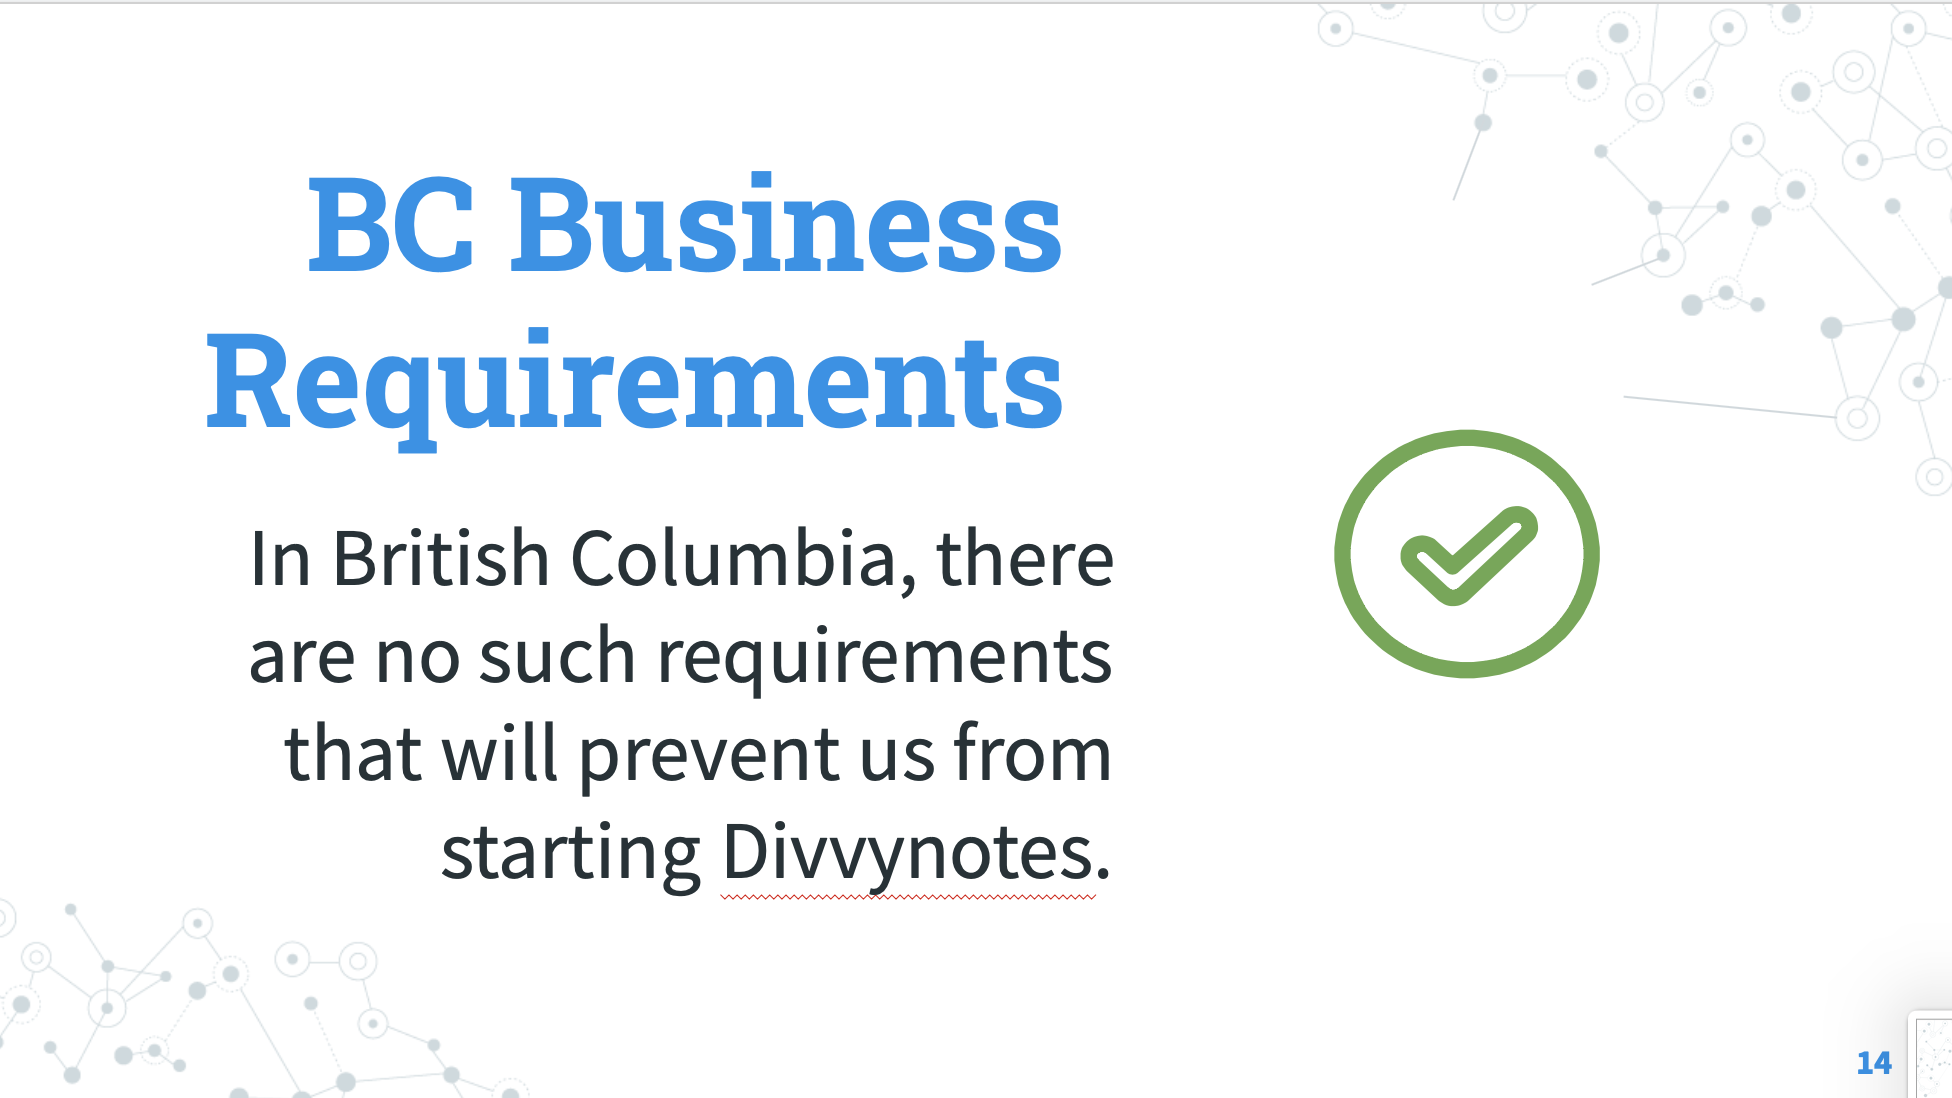 BC Business
Requirements
In British Columbia, there
are no such requirements
that will prevent us from
starting Divvynotes.
14